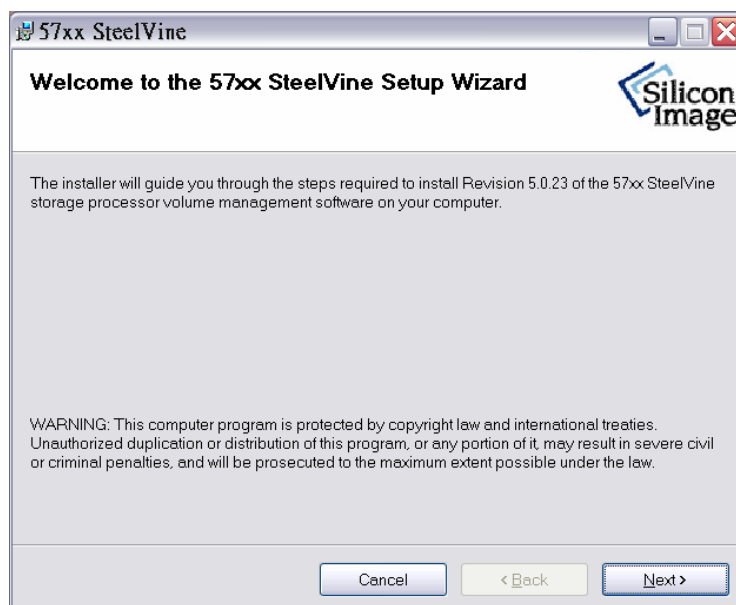 57xx SteelVine
Welcome to the 57xx SteelVine Setup Wizard
Silicon
Image
The installer will guide you through the steps required to install Revision 5.0.23 of the 57xx SteelVine
storage processor volume management software on your computer.
WARNING: This computer program is protected by copyright law and international treaties.
Unauthorized duplication or distribution of this program, or any portion of it, may result in severe civil
or criminal penalties, and will be prosecuted to the maximum extent possible under the law.
Cancel
< Back
Next >